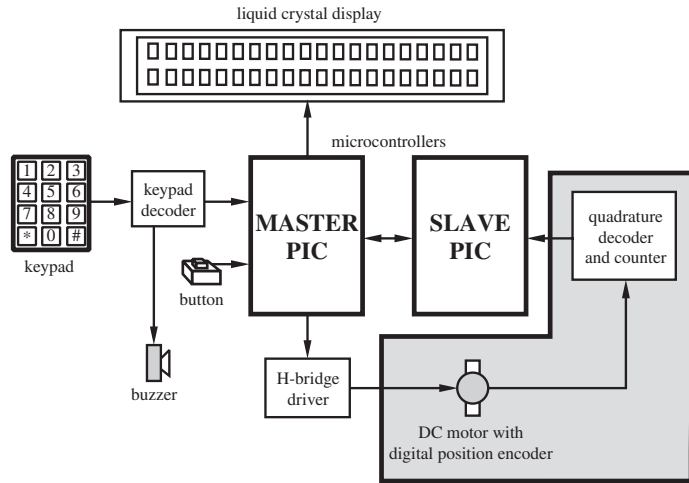 liquid crystal display
microcontrollers
1 2 3
4 5 6
7 8 9
* 0 #
keypad
keypad
decoder
MASTER
PIC
SLAVE
PIC
quadrature
decoder
and counter
button
buzzer
H-bridge
driver
DC motor with
digital position encoder